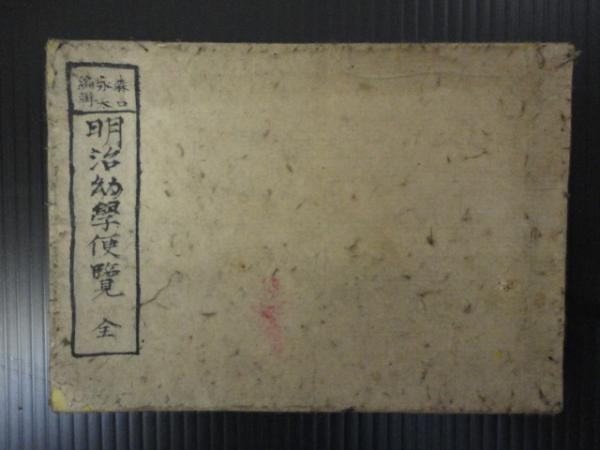 森口
永太
編輯
明治幼學便覽 全